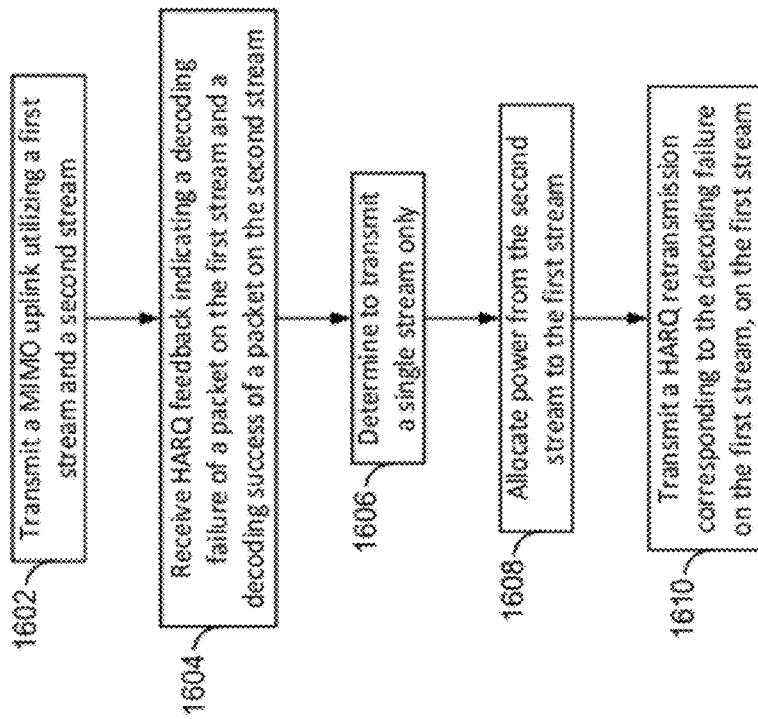 1602
Transmit a MIMO uplink utilizing a first
stream and a second stream
1604
Receive HARQ feedback indicating a decoding
failure of a packet on the first stream and a
decoding success of a packet on the second stream
1606
Determine to transmit
a single stream only
1608
Allocate power from the second
stream to the first stream
1610
Transmit a HARQ retransmission
corresponding to the decoding failure
on the first stream, on the first stream